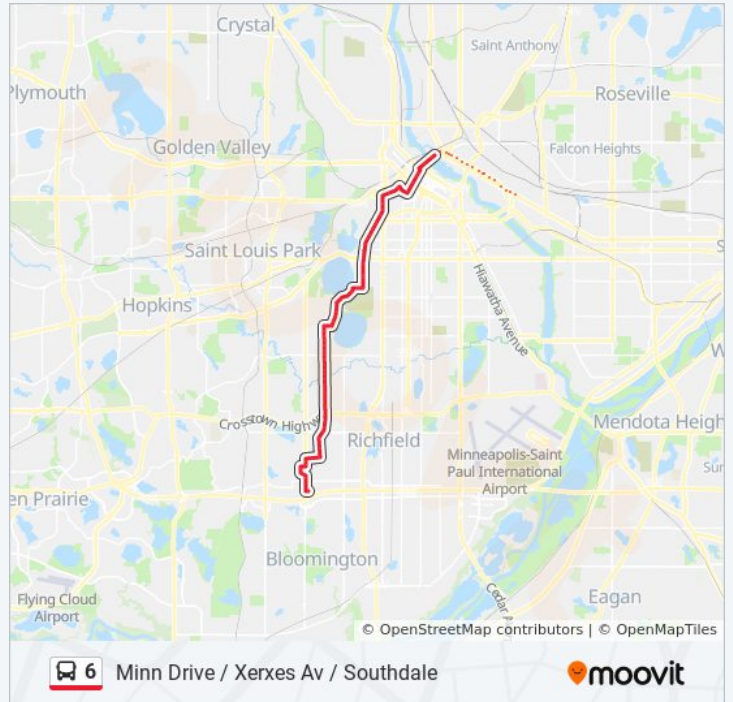 Crystal
Saint Anthony
Plymouth
Roseville
Golden Valley
Falcon Heights
Saint Louis Park
Hiawatha Avenue
Hopkins
Crosstown Highw
Mendota Heigh
Richfield
Minneapolis-Saint
Paul International
Airport
en Prairie
Bloomington
Cedar A
Flying Cloud
Airport
Eagan
© OpenStreetMap contributors | © OpenMapTiles
6 Minn Drive / Xerxes Av / Southdale
moovit